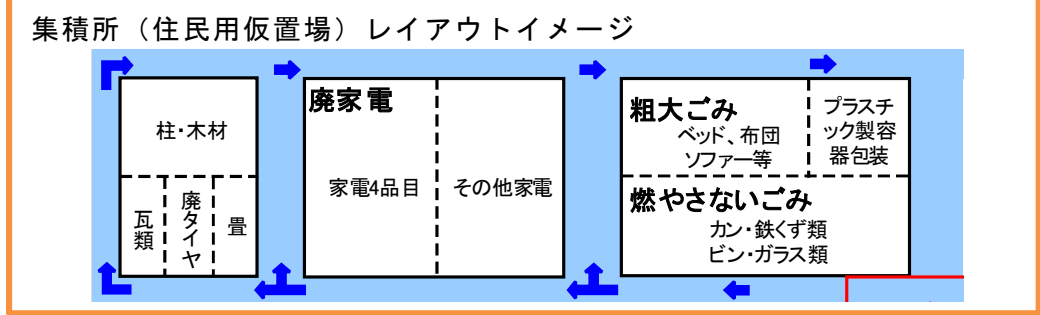 集積所（住民用仮置場）レイアウトイメージ
柱・木材
瓦類
廃タイヤ
畳
廃家電
家電4品目
その他家電
粗大ごみ
ベッド、布団
ソファー等
プラスチ
ック製容
器包装
燃やさないごみ
カン・鉄くず類
ビン・ガラス類